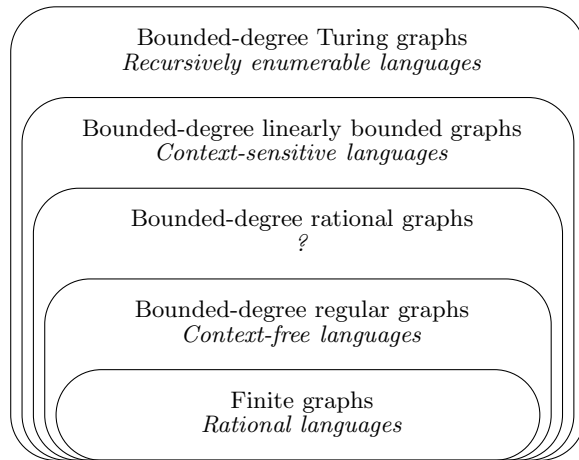 Bounded-degree Turing graphs
Recursively enumerable languages
Bounded-degree linearly bounded graphs
Context-sensitive languages
Bounded-degree rational graphs
?
Bounded-degree regular graphs
Context-free languages
Finite graphs
Rational languages